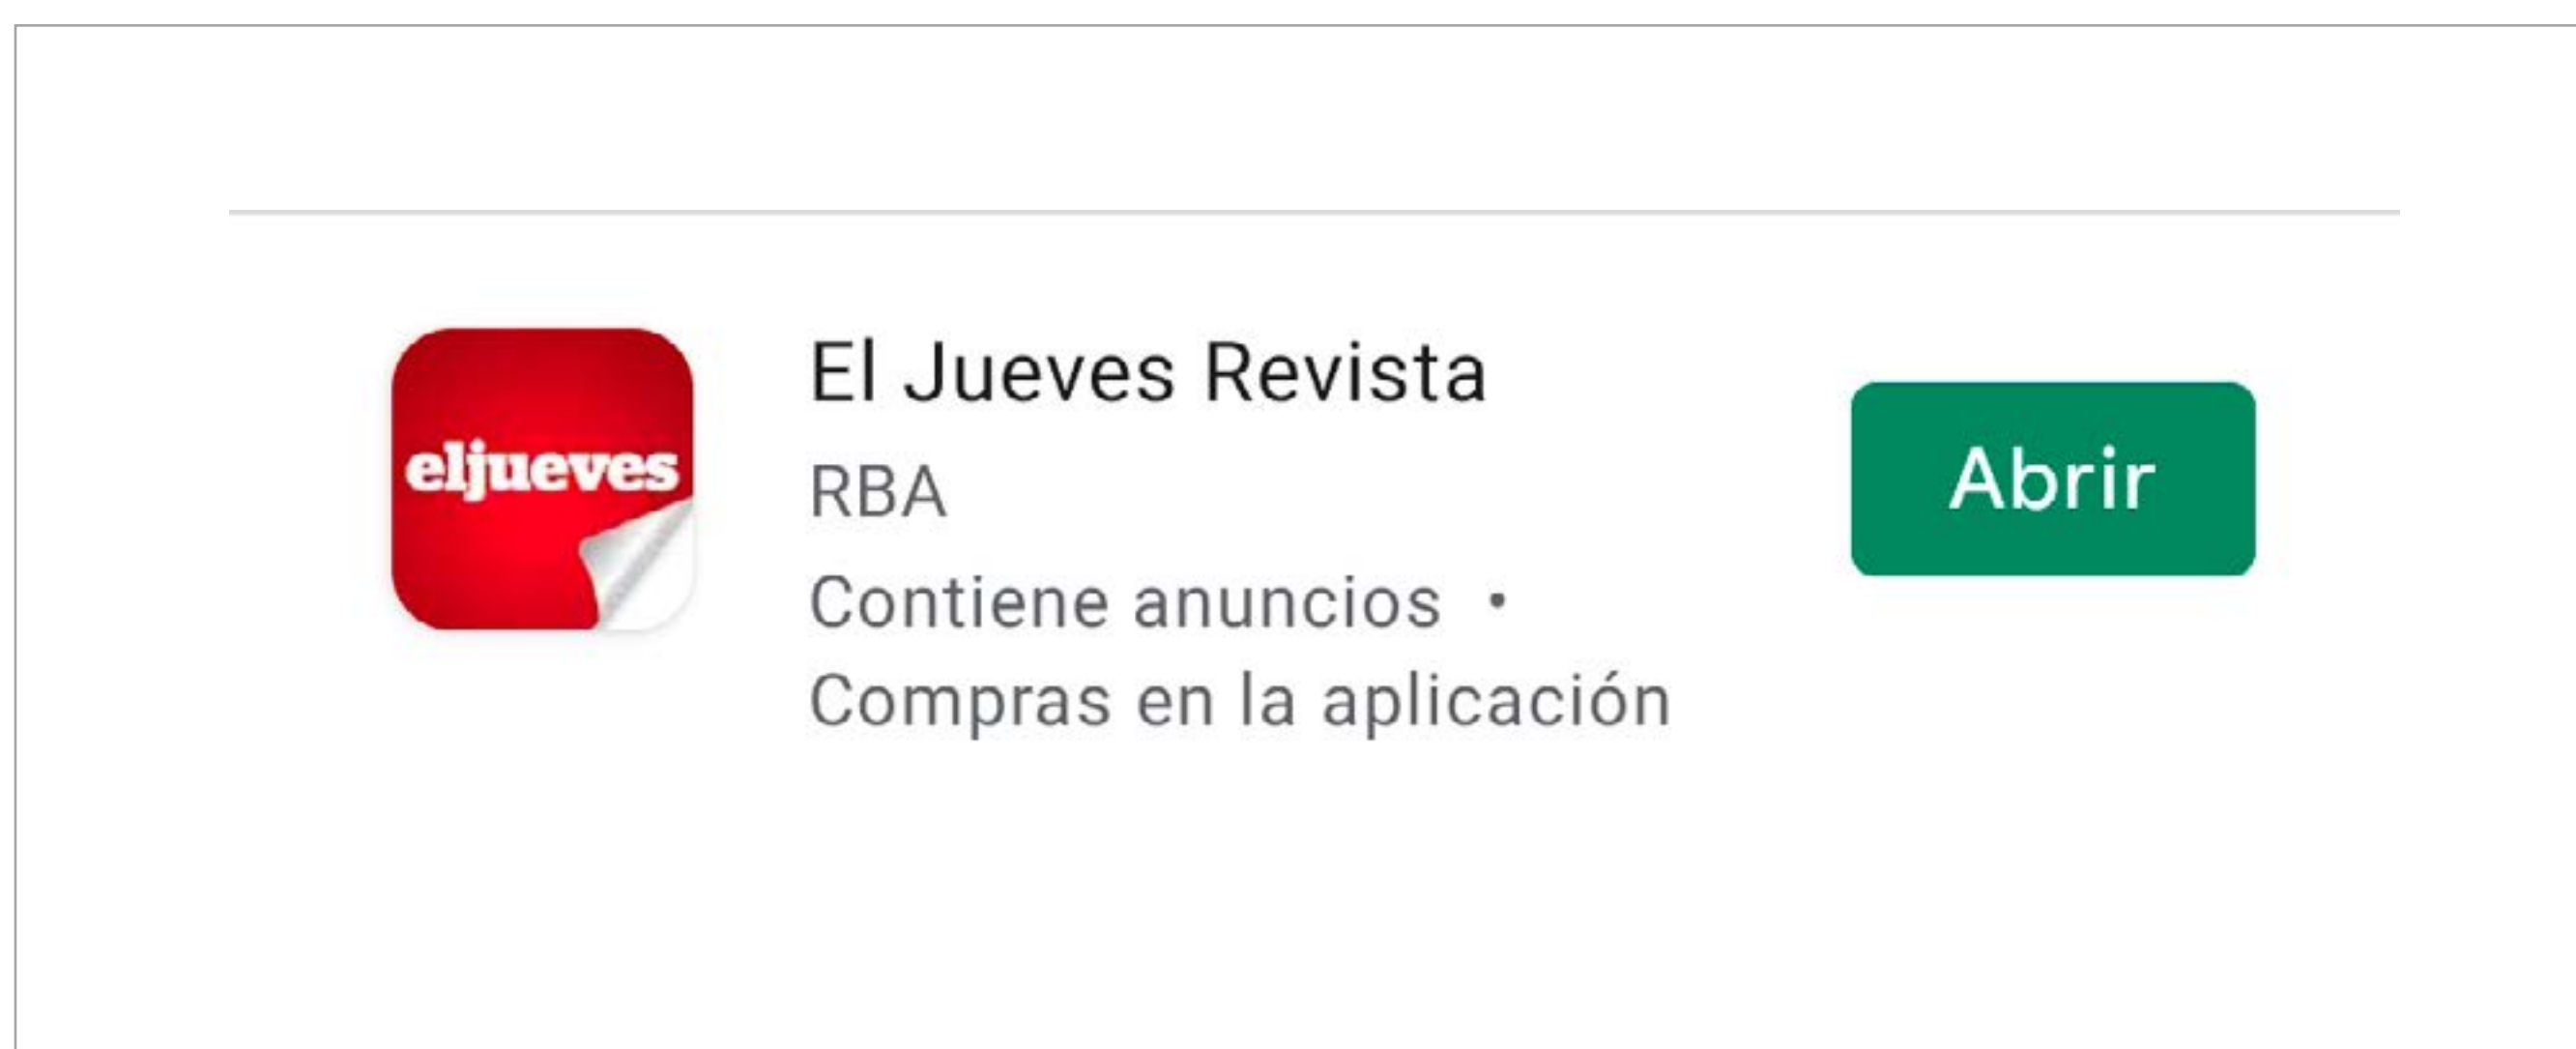 eljueves
El Jueves Revista
RBA
Contiene anuncios •
Compras en la aplicación
Abrir